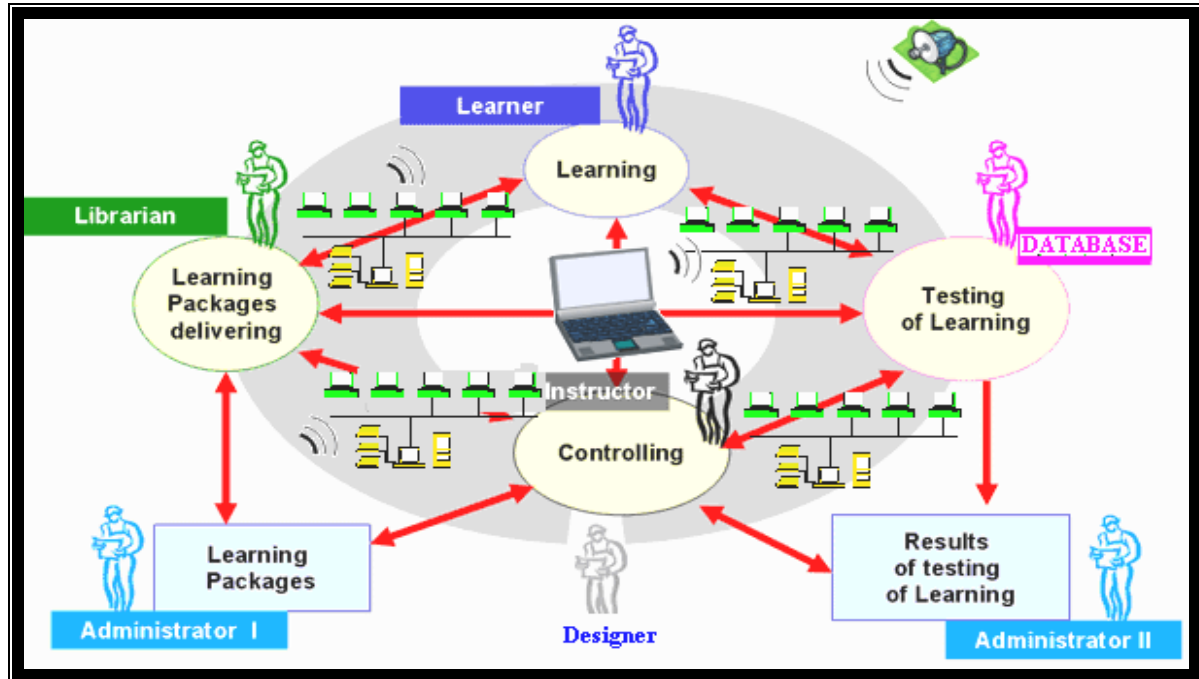 Learner
Learning
Librarian
DATABASE
Learning
Packages
delivering
Testing
of Learning
Instructor
Controlling
Learning
Packages
Results
of testing
of Learning
Administrator I
Designer
Administrator II